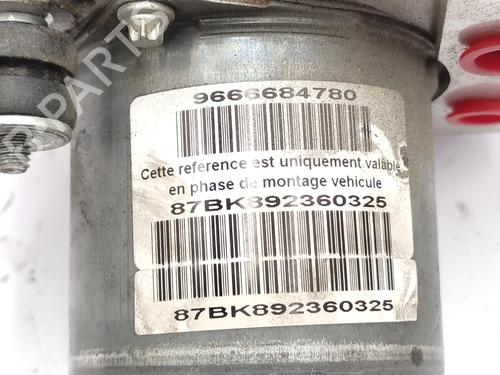 9666684780
Cette reference est uniquement valable
en phase de montage vehicule
87BK892360325
87BK892360325